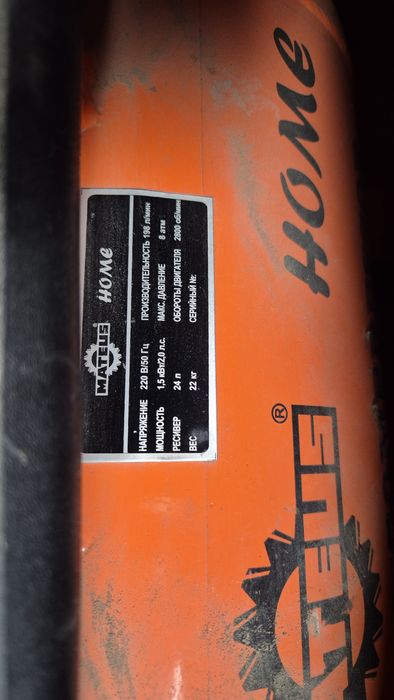 MATEUS HOME
НАПРЯЖЕНИЕ 220 В/50 Гц ПРОИЗВОДИТЕЛЬНОСТЬ 198 л/мин
МОЩНОСТЬ 1,5 кВт/2,0 л.с. МАКС. ДАВЛЕНИЕ 8 атм
РЕСИВЕР 24 л ОБОРОТЫ ДВИГАТЕЛЯ 2800 об/мин
ВЕС 22 кг СЕРИЙНЫЙ №:
TEUS ® HOME